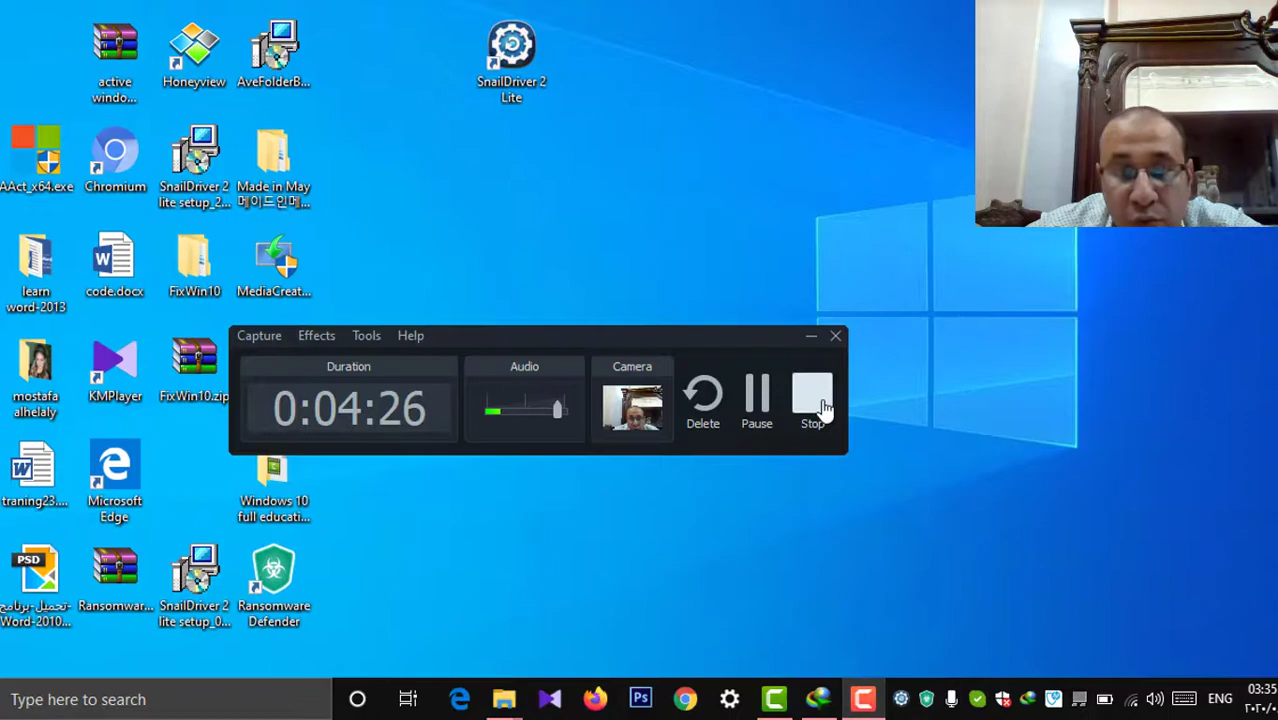 active
windo...
Honeyview
AveFolderB...
SnailDriver 2
Lite
AAct_x64.exe
Chromium
SnailDriver 2
lite setup_2...
Made in May
메이드인메...
learn
word-2013
code.docx
FixWin10
MediaCreat...
mostafa
alhelaly
KMPlayer
FixWin10.zip
Capture
Effects
Tools
Help
Duration
Audio
Camera
0:04:26
Delete
Pause
Stop
traning23....
Microsoft
Edge
Windows 10
full educati...
PSD
تحميل-برنامج-
Word-2010...
Ransomwar...
SnailDriver 2
lite setup_0...
Ransomware
Defender
Type here to search
Ps
ENG
03:35